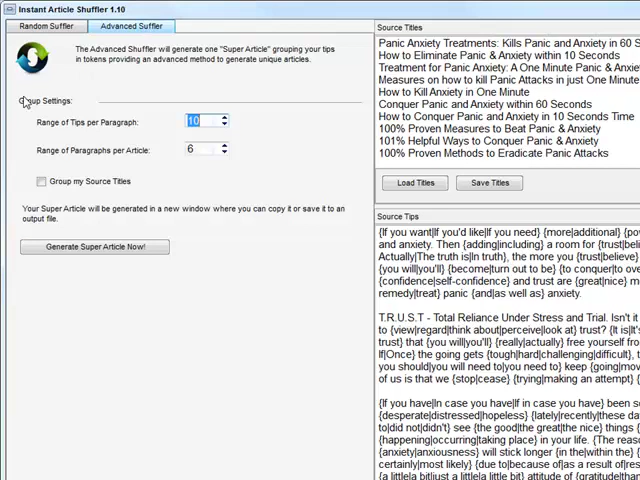 Instant Article Shuffler 1.10
Random Suffler
Advanced Suffler
The Advanced Shuffler will generate one "Super Article" grouping your tips
in tokens providing an advanced method to generate unique articles.
Group Settings:
Range of Tips per Paragraph:
10
Range of Paragraphs per Article:
6
Group my Source Titles
Your Super Article will be generated in a new window where you can copy it or save it to an
output file.
Generate Super Article Now!
Source Titles
Panic Anxiety Treatments: Kills Panic and Anxiety in 60 S
How to Eliminate Panic & Anxiety within 10 Seconds
Treatment for Panic Anxiety: A One Minute Panic & Anxie
Measures on how to kill Panic Attacks in just One Minute
How to Kill Anxiety in One Minute
Conquer Panic and Anxiety within 60 Seconds
How to Conquer Panic and Anxiety in 10 Seconds Time
100% Proven Measures to Beat Panic & Anxiety
101% Helpful Ways to Conquer Panic & Anxiety
100% Proven Methods to Eradicate Panic Attacks
Load Titles
Save Titles
Source Tips
{If you want|If you'd like|If you need} {more|additional} {po
and anxiety. Then {adding|including} a room for {trust|beli
Actually|The truth is|In truth}, the more you {trust|believe}
{you will|you'll} {become|turn out to be} {to conquer|to ove
{confidence|self-confidence} and trust are {great|nice} m
remedy|treat} panic {and|as well as} anxiety.
T.R.U.S.T - Total Reliance Under Stress and Trial. Isn't it
to {view|regard|think about|perceive|look at} trust? {It is|It's
trust} that {you will|you'll} {really|actually} free yourself fro
If|Once} the going gets {tough|hard|challenging|difficult}, t
you should|you will need to|you need to} keep {going|mov
of us is that we {stop|cease} {trying|making an attempt} {
{If you have|In case you have|If in case you have} been s
{desperate|distressed|hopeless} {lately|recently|these da
to|did not|didn't} see {the good|the great|the nice} things {
{happening|occurring|taking place} in your life. {The reaso
{anxiety|anxiousness} will stick longer {in the|within the} {
certainly|most likely} {due to|because of|as a result of|res
{a little|a bit|a little little bit} attitude of {gratitude|than